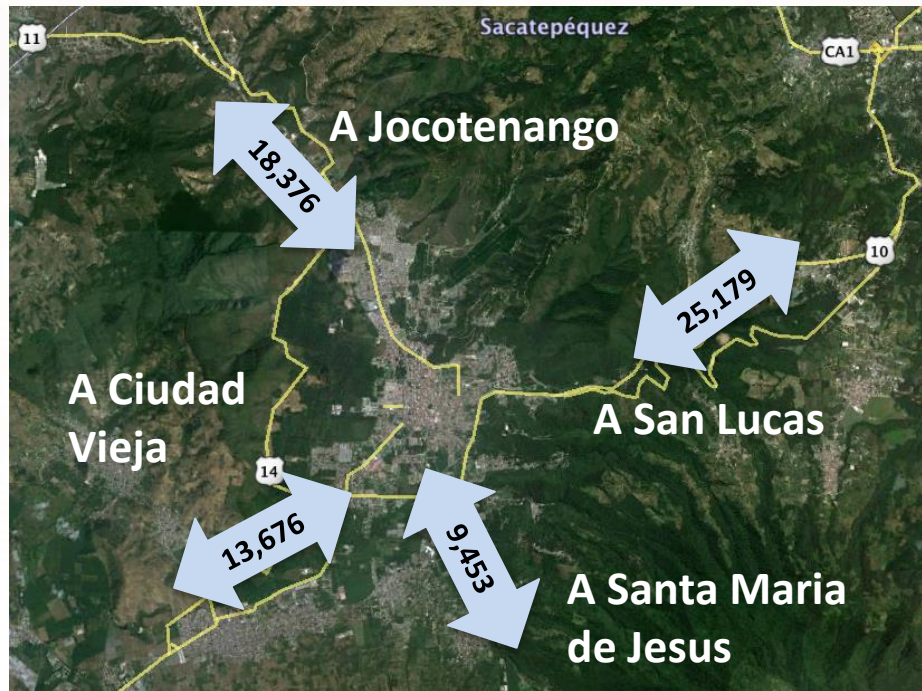 Sacatepéquez
11
CA1
A Jocotenango
18,376
10
25,179
A Ciudad
Vieja
A San Lucas
14
13,676
9,453
A Santa Maria
de Jesus